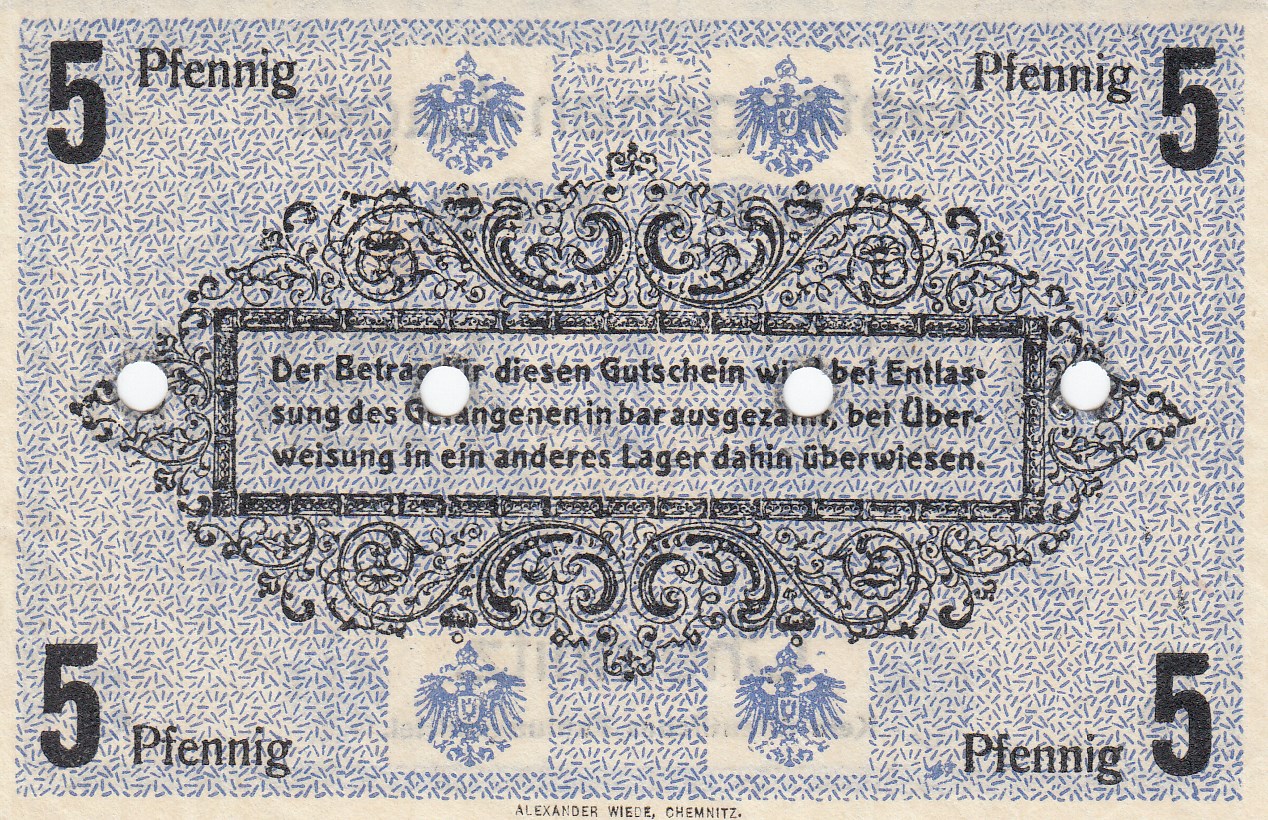 5 Pfennig Pfennig 5
Der Betrag für diesen Gutschein wird bei Entlas-
sung des Gefangenen in bar ausgezahlt, bei Über-
weisung in ein anderes Lager dahin überwiesen.
5 Pfennig Pfennig 5
ALEXANDER WIEDE, CHEMNITZ.